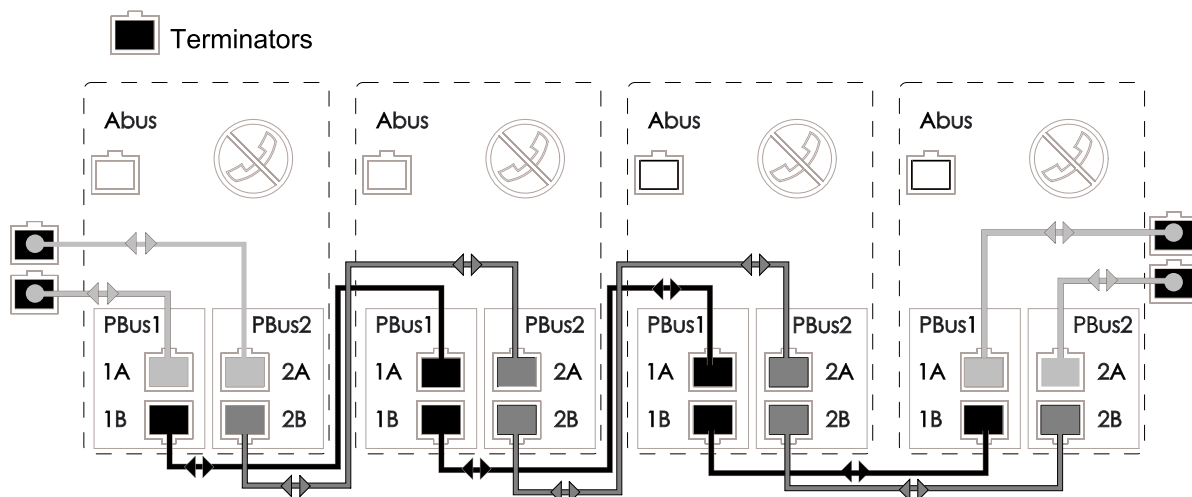 Terminators
Abus Abus Abus Abus
PBus1 PBus2 PBus1 PBus2 PBus1 PBus2 PBus1 PBus2
1A 2A 1A 2A 1A 2A 1A 2A
1B 2B 1B 2B 1B 2B 1B 2B